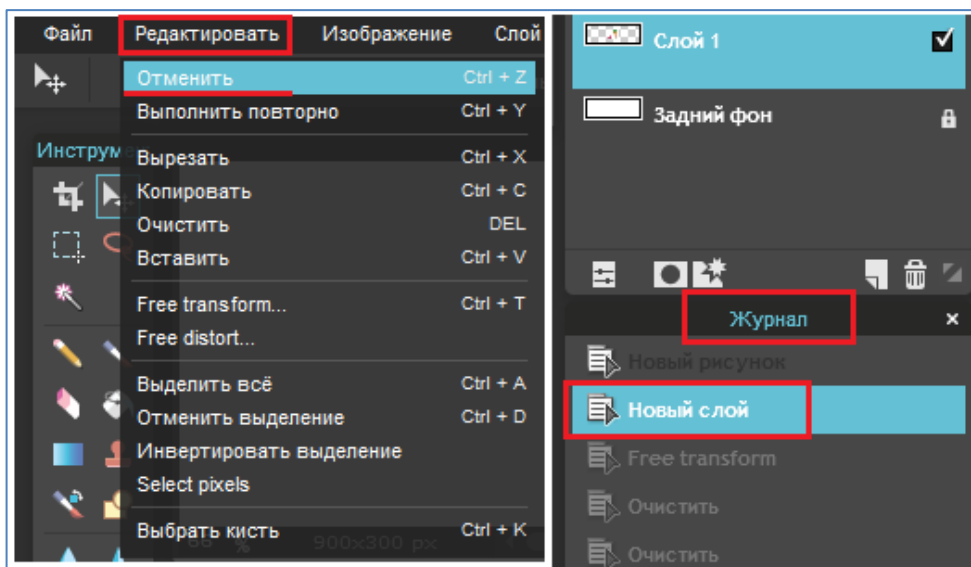 Файл Редактировать Изображение Слой
Отменить Ctrl + Z
Выполнить повторно Ctrl + Y
Инструм
Вырезать Ctrl + X
Копировать Ctrl + C
Очистить DEL
Вставить Ctrl + V
Free transform... Ctrl + T
Free distort...
Выделить всё Ctrl + A
Отменить выделение Ctrl + D
Инвертировать выделение
Select pixels
Выбрать кисть Ctrl + K
% 900x300 px
Слой 1
Задний фон
Журнал
Новый рисунок
Новый слой
Free transform
Очистить
Очистить